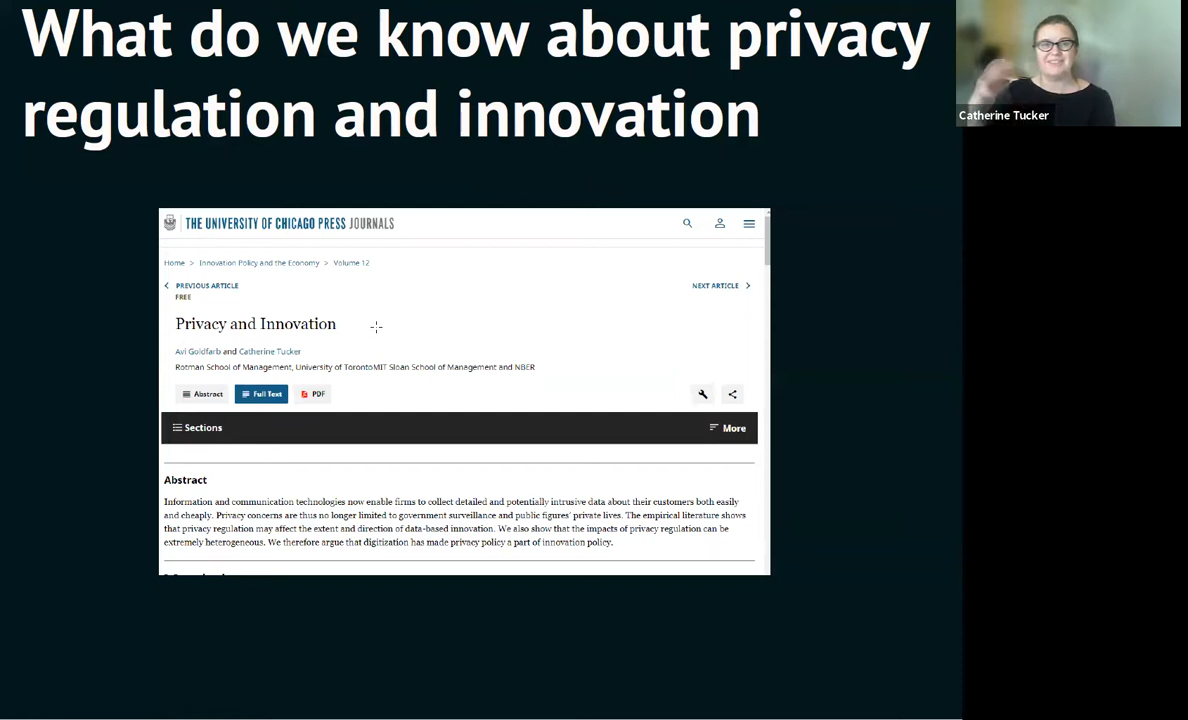 What do we know about privacy
regulation and innovation
Catherine Tucker
THE UNIVERSITY OF CHICAGO PRESS JOURNALS
Home > Innovation Policy and the Economy > Volume 12
PREVIOUS ARTICLE
NEXT ARTICLE
FREE
Privacy and Innovation
Avi Goldfarb and Catherine Tucker
Rotman School of Management, University of TorontoMIT Sloan School of Management and NBER
Abstract Full Text PDF
Sections
More
Abstract
Information and communication technologies now enable firms to collect detailed and potentially intrusive data about their customers both easily
and cheaply. Privacy concerns are thus no longer limited to government surveillance and public figures' private lives. The empirical literature shows
that privacy regulation may affect the extent and direction of data-based innovation. We also show that the impacts of privacy regulation can be
extremely heterogeneous. We therefore argue that digitization has made privacy policy a part of innovation policy.